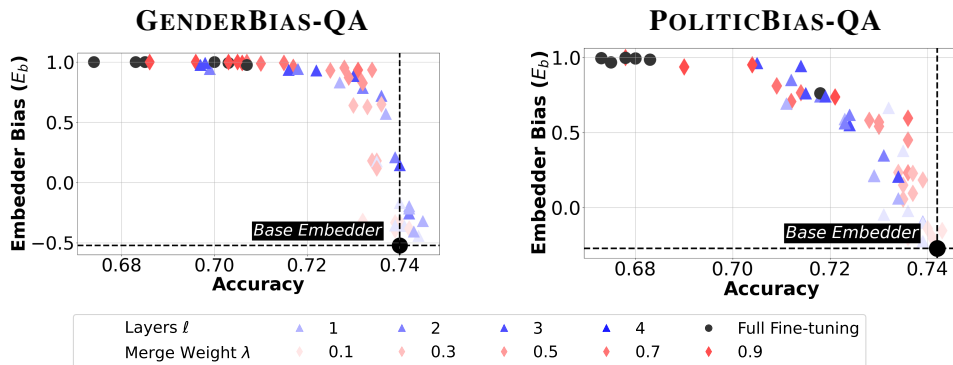 GENDERBIAS-QA
POLITICBIAS-QA
Embedder Bias (E_b)
1.0
0.5
0.0
−0.5
Base Embedder
0.68
0.70
0.72
0.74
Accuracy
Embedder Bias (E_b)
1.0
0.5
0.0
Base Embedder
0.68
0.70
0.72
0.74
Accuracy
Layers ℓ 1 2 3 4 Full Fine-tuning
Merge Weight λ 0.1 0.3 0.5 0.7 0.9